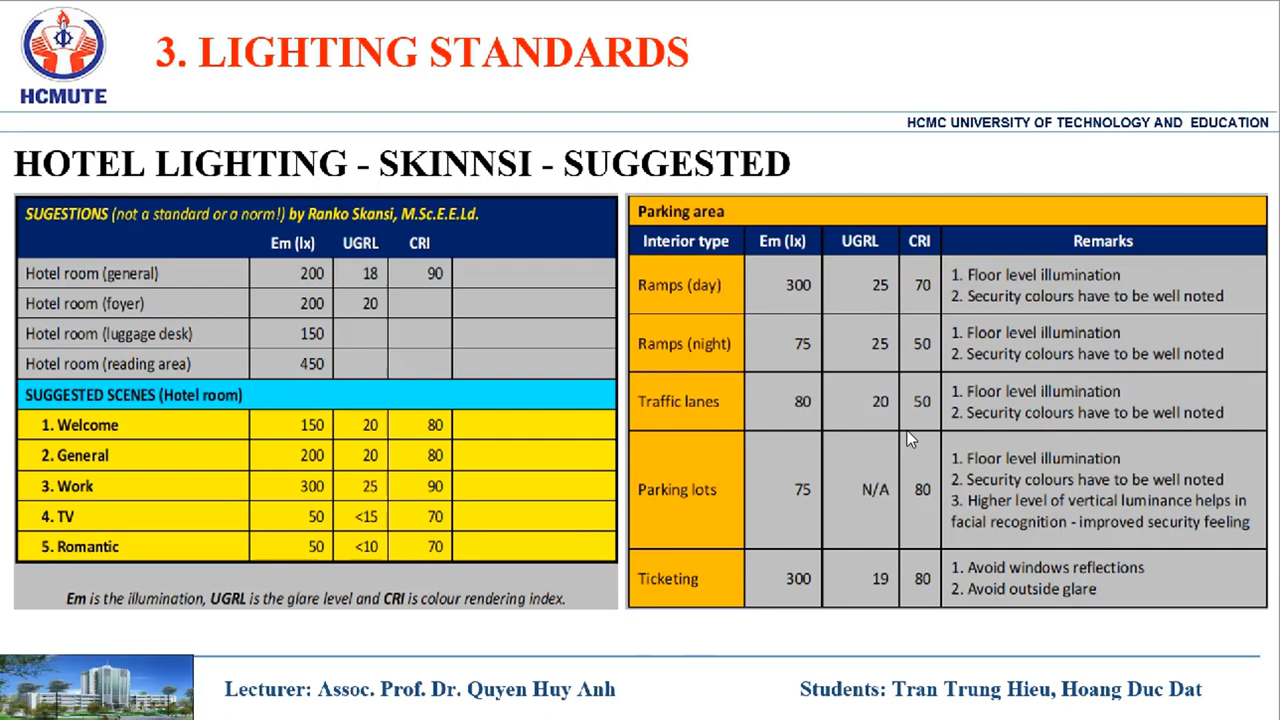 HCMUTE
3. LIGHTING STANDARDS
HCMC UNIVERSITY OF TECHNOLOGY AND EDUCATION
HOTEL LIGHTING - SKINNSI - SUGGESTED
SUGESTIONS (not a standard or a norm!) by Ranko Skansi, M.Sc.E.E.Ld.
Em (lx) UGRL CRI
Hotel room (general) 200 18 90
Hotel room (foyer) 200 20
Hotel room (luggage desk) 150
Hotel room (reading area) 450
SUGGESTED SCENES (Hotel room)
1. Welcome 150 20 80
2. General 200 20 80
3. Work 300 25 90
4. TV 50 <15 70
5. Romantic 50 <10 70
Em is the illumination, UGRL is the glare level and CRI is colour rendering index.
Parking area
Interior type Em (lx) UGRL CRI Remarks
Ramps (day) 300 25 70 1. Floor level illumination
2. Security colours have to be well noted
Ramps (night) 75 25 50 1. Floor level illumination
2. Security colours have to be well noted
Traffic lanes 80 20 50 1. Floor level illumination
2. Security colours have to be well noted
Parking lots 75 N/A 80 1. Floor level illumination
2. Security colours have to be well noted
3. Higher level of vertical luminance helps in
facial recognition - improved security feeling
Ticketing 300 19 80 1. Avoid windows reflections
2. Avoid outside glare
Lecturer: Assoc. Prof. Dr. Quyen Huy Anh
Students: Tran Trung Hieu, Hoang Duc Dat